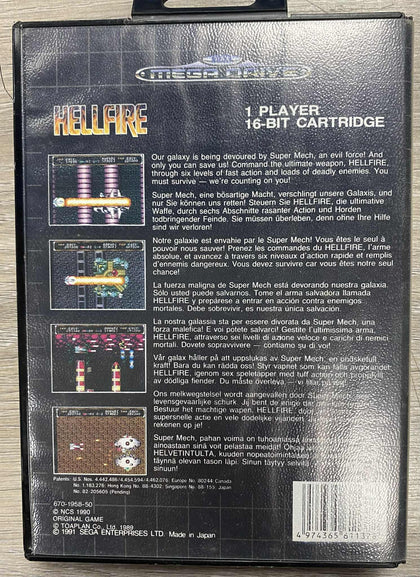 16-BIT
MEGA DRIVE
HELLFIRE
1 PLAYER
16-BIT CARTRIDGE
Our galaxy is being devoured by Super Mech, an evil force! And
only you can save us! Command the ultimate weapon, HELLFIRE,
through six levels of fast action and loads of deadly enemies. You
must survive — we're counting on you!
Super Mech, eine bösartige Macht, verschlingt unsere Galaxis, und
nur Sie können uns retten! Steuern Sie HELLFIRE, die ultimative
Waffe, durch sechs Abschnitte rasanter Action und Horden
todbringender Feinde. Sie müssen überleben, denn ohne Ihre Hilfe
sind wir verloren!
Notre galaxie est envahie par le Super Mech! Vous êtes le seul à
pouvoir nous sauver! Prenez les commandes du HELLFIRE, l'arme
absolue, et avancez à travers six niveaux d'action rapide et remplis
d'ennemis dangereux. Vous devez survivre car vous êtes notre seul
chance!
La fuerza maligna de Super Mech está devorando nuestra galaxia.
Sólo usted puede salvarnos. Tome el arma salvadora llamada
HELLFIRE y prepárese a entrar en acción contra enemigos
mortales. Debe sobrevivir, es nuestra única salvación.
La nostra galassia sta per essere divorata da Super Mech, una
forza malefica! E voi potete salvarci! Gestite l'ultimissima arma,
HELLFIRE, attraverso sei livelli di azione veloce e carichi di nemici
mortali. Dovete sopravvivere — contiamo su di voi!
Vår galax håller på att uppslukas av Super Mech, en ondskefull
kraft! Bara du kan rädda oss! Styr vapnet som kan fälla avgörandet
HELLFIRE, igenom sex speletapper med tuff action och
av dödliga fiender. Du måste överleva — vi litar på
Ons melkwegstelsel wordt aangevallen door Super
levensgevaarlijke schurk. Jij bent de enige die
Bestuur het machtige wapen, HELLFIRE, door
supersnelle actie en vele dodelijke vijanden.
rekenen op je!
Super Mech, pahan voima on tuhoamassa
ainoastaan sinä voit pelastaa meidät!
HELVETINTULTA, kuuden nopeatoimintai
täynnä olevan tason läpi. Sinun täytyy selvi
sinuun!
Patents: U.S. Nos. 4,442,486/4,454,594/4,462,076; Europe No. 80244; Canada
No. 1,183,276; Hong Kong No. 88-4302; Singapore No. 88-155; Japan
No. 82 205605 (Pending)
670-1958-50
© NCS 1990
ORIGINAL GAME
© TOAPLAN Co., Ltd. 1989
© 1991 SEGA ENTERPRISES LTD. Made in Japan
4 974365 6113